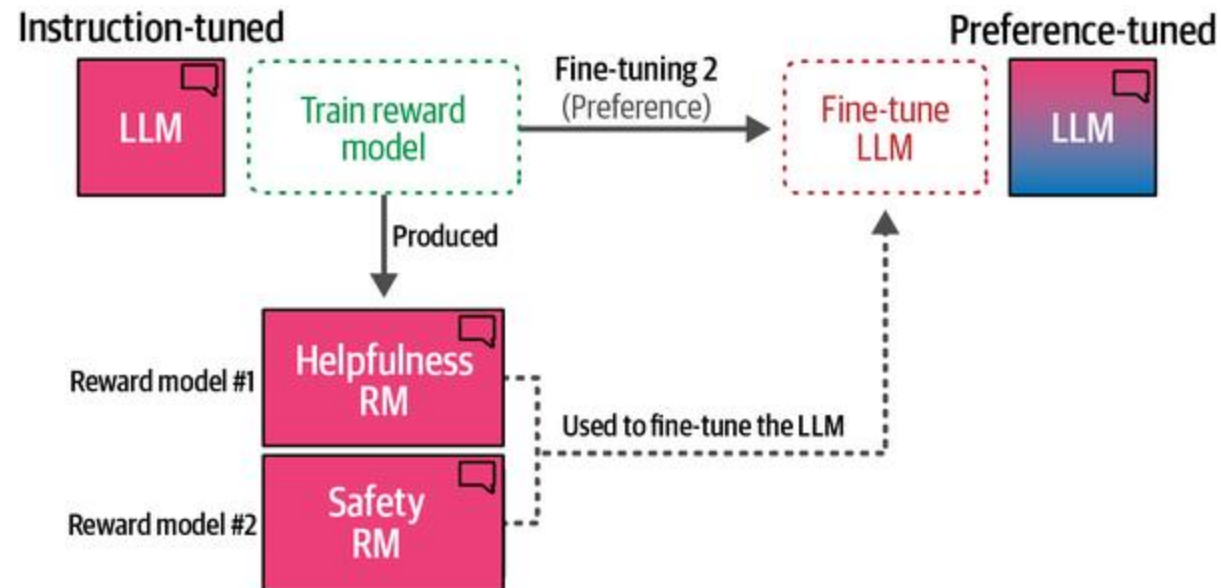 Instruction-tuned
Preference-tuned
LLM
Train reward
model
Fine-tuning 2
(Preference)
Fine-tune
LLM
LLM
Produced
Reward model #1
Helpfulness
RM
Used to fine-tune the LLM
Reward model #2
Safety
RM